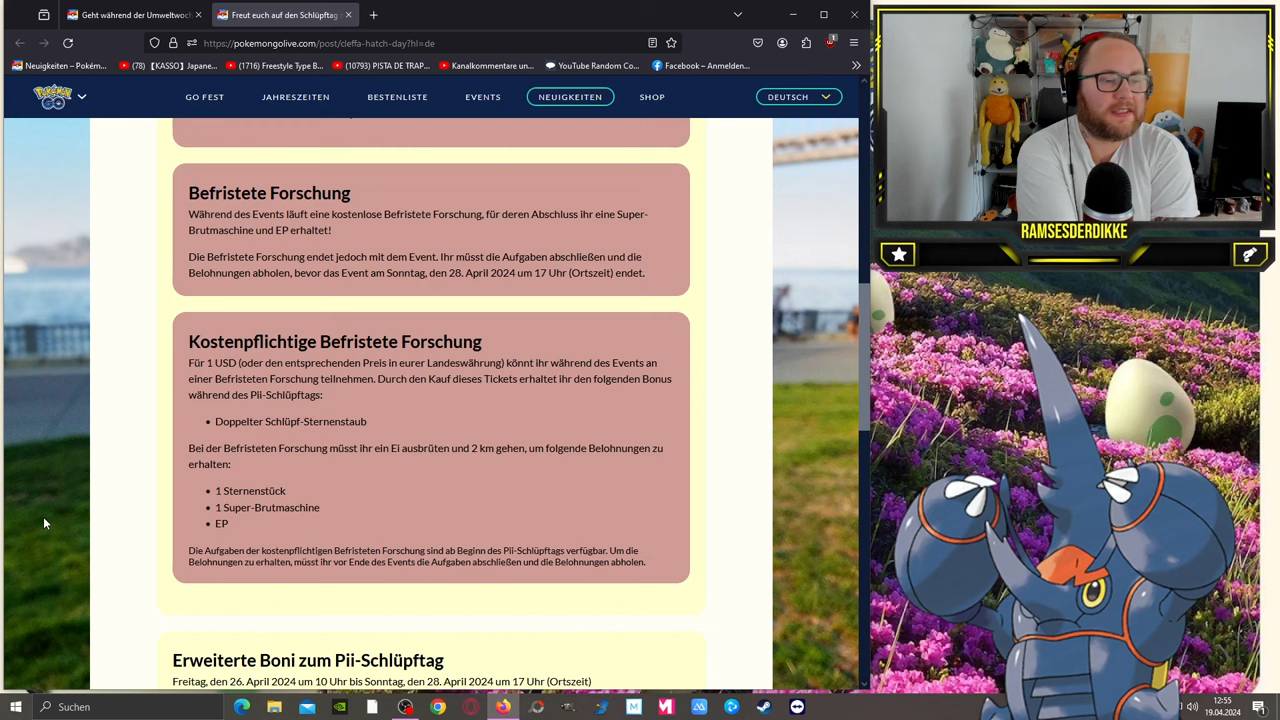 Geht während der Umweltwoch
Freut euch auf den Schlüpftag
https://pokemongolive.com/post/cleffa-hatch-day?hl=de
1
Neuigkeiten – Pokém...
(78) 【KASSO】Japane...
(1716) Freestyle Type B...
(10793) PISTA DE TRAP...
Kanalkommentare un...
YouTube Random Co...
Facebook – Anmelden...
POKÉMON GO
GO FEST
JAHRESZEITEN
BESTENLISTE
EVENTS
NEUIGKEITEN
SHOP
DEUTSCH
Befristete Forschung
Während des Events läuft eine kostenlose Befristete Forschung, für deren Abschluss ihr eine Super-
Brutmaschine und EP erhaltet!
Die Befristete Forschung endet jedoch mit dem Event. Ihr müsst die Aufgaben abschließen und die
Belohnungen abholen, bevor das Event am Sonntag, den 28. April 2024 um 17 Uhr (Ortszeit) endet.
Kostenpflichtige Befristete Forschung
Für 1 USD (oder den entsprechenden Preis in eurer Landeswährung) könnt ihr während des Events an
einer Befristeten Forschung teilnehmen. Durch den Kauf dieses Tickets erhaltet ihr den folgenden Bonus
während des Pii-Schlüpftags:
• Doppelter Schlüpf-Sternenstaub
Bei der Befristeten Forschung müsst ihr ein Ei ausbrüten und 2 km gehen, um folgende Belohnungen zu
erhalten:
• 1 Sternenstück
• 1 Super-Brutmaschine
• EP
Die Aufgaben der kostenpflichtigen Befristeten Forschung sind ab Beginn des Pii-Schlüpftags verfügbar. Um die
Belohnungen zu erhalten, müsst ihr vor Ende des Events die Aufgaben abschließen und die Belohnungen abholen.
Erweiterte Boni zum Pii-Schlüpftag
Freitag, den 26. April 2024 um 10 Uhr bis Sonntag, den 28. April 2024 um 17 Uhr (Ortszeit)
RAMSESDERDIKKE
Suchen
12:55
19.04.2024
1